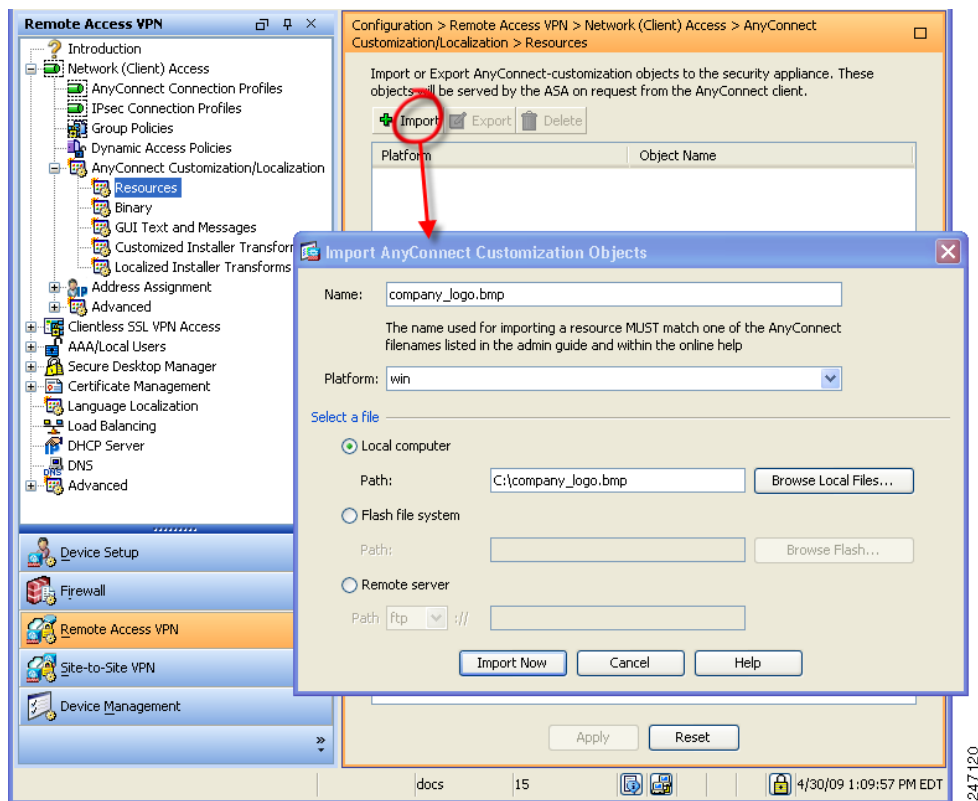 Remote Access VPN
Introduction
Network (Client) Access
AnyConnect Connection Profiles
IPsec Connection Profiles
Group Policies
Dynamic Access Policies
AnyConnect Customization/Localization
Resources
Binary
GUI Text and Messages
Customized Installer Transforr
Localized Installer Transforms
Address Assignment
Advanced
Clientless SSL VPN Access
AAA/Local Users
Secure Desktop Manager
Certificate Management
Language Localization
Load Balancing
DHCP Server
DNS
DNS
Advanced
Device Setup
Firewall
Remote Access VPN
Site-to-Site VPN
Device Management
»
Configuration > Remote Access VPN > Network (Client) Access > AnyConnect
Customization/Localization > Resources
Import or Export AnyConnect-customization objects to the security appliance. These
objects will be served by the ASA on request from the AnyConnect client.
Import Export Delete
Platform Object Name
Import AnyConnect Customization Objects
Name: company_logo.bmp
The name used for importing a resource MUST match one of the AnyConnect
filenames listed in the admin guide and within the online help
Platform: win
Select a file
Local computer
Path: C:\company_logo.bmp Browse Local Files...
Flash file system
Path: Browse Flash...
Remote server
Path ftp ://
Import Now Cancel Help
Apply Reset
docs 15 4/30/09 1:09:57 PM EDT
247120